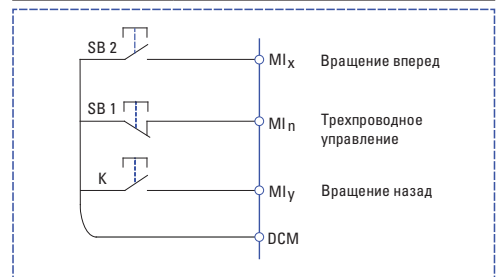 SB 2
MIx
Вращение вперед
SB 1
MIn
Трехпроводное
управление
K
MIy
Вращение назад
DCM